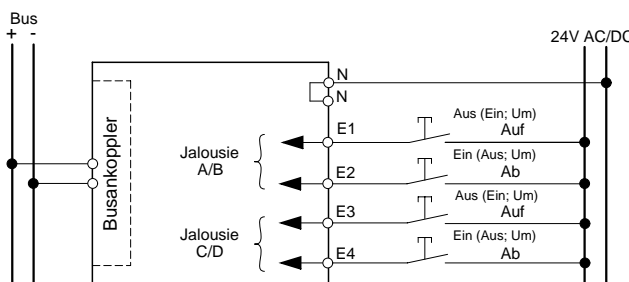 Bus
+ -
24V AC/DC
N
N
Busankoppler
Jalousie
A/B
E1
Aus (Ein; Um)
Auf
E2
Ein (Aus; Um)
Ab
Jalousie
C/D
E3
Aus (Ein; Um)
Auf
E4
Ein (Aus; Um)
Ab